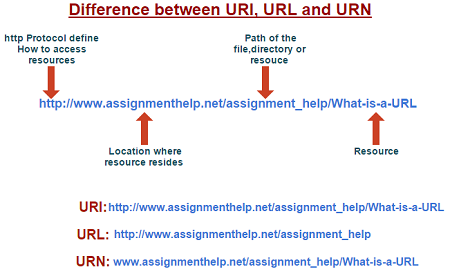 Difference between URI, URL and URN
http Protocol define
How to access
resources
Path of the
file,directory or
resouce
http://www.assignmenthelp.net/assignment_help/What-is-a-URL
Location where
resource resides
Resource
URI:http://www.assignmenthelp.net/assignment_help/What-is-a-URL
URL: http://www.assignmenthelp.net/assignment_help
URN: www.assignmenthelp.net/assignment_help/What-is-a-URL